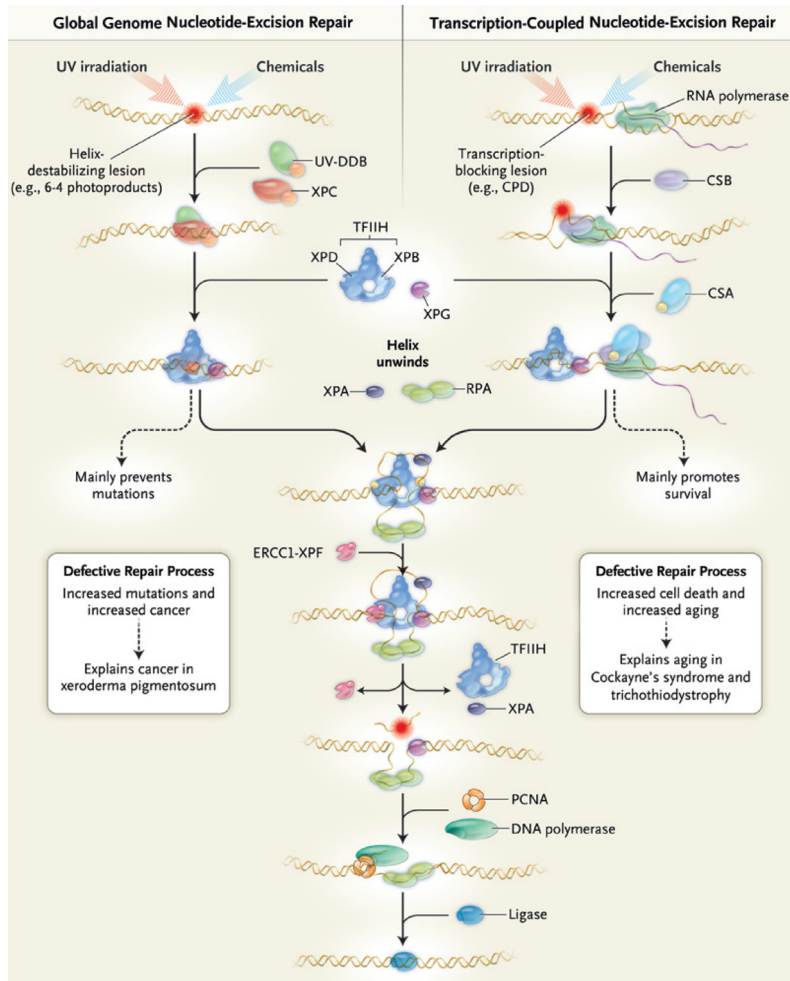 Global Genome Nucleotide-Excision Repair
Transcription-Coupled Nucleotide-Excision Repair
UV irradiation
Chemicals
UV irradiation
Chemicals
RNA polymerase
Helix-
destabilizing lesion
(e.g., 6-4 photoproducts)
UV-DDB
XPC
Transcription-
blocking lesion
(e.g., CPD)
CSB
TFIIH
XPD
XPB
XPG
CSA
Helix
unwinds
XPA
RPA
Mainly prevents
mutations
Mainly promotes
survival
ERCC1-XPF
Defective Repair Process
Increased mutations and
increased cancer
Explains cancer in
xeroderma pigmentosum
Defective Repair Process
Increased cell death and
increased aging
Explains aging in
Cockayne's syndrome and
trichothiodystrophy
TFIIH
XPA
PCNA
DNA polymerase
Ligase